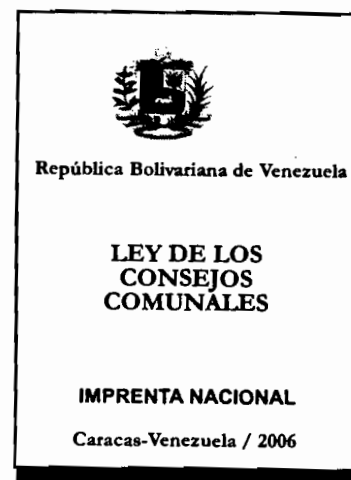 República Bolivariana de Venezuela
LEY DE LOS
CONSEJOS
COMUNALES
IMPRENTA NACIONAL
Caracas-Venezuela / 2006